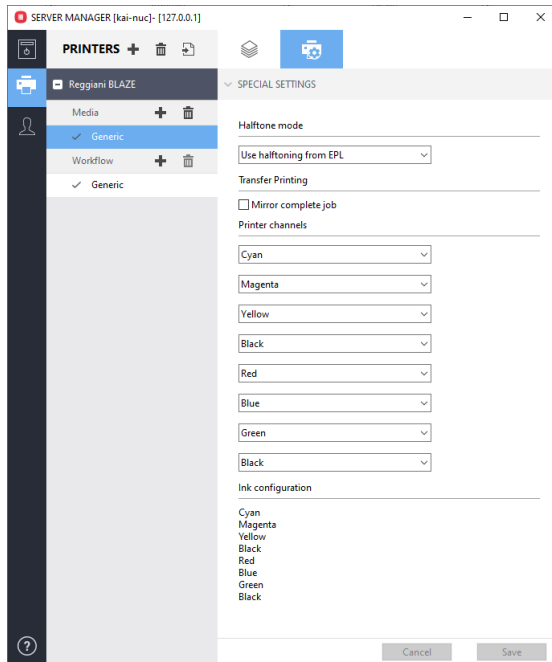 SERVER MANAGER [kai-nuc]- [127.0.0.1]
PRINTERS
Reggiani BLAZE
Media
Generic
Workflow
Generic
SPECIAL SETTINGS
Halftone mode
Use halftoning from EPL
Transfer Printing
Mirror complete job
Printer channels
Cyan
Magenta
Yellow
Black
Red
Blue
Green
Black
Ink configuration
Cyan
Magenta
Yellow
Black
Red
Blue
Green
Black
Cancel
Save